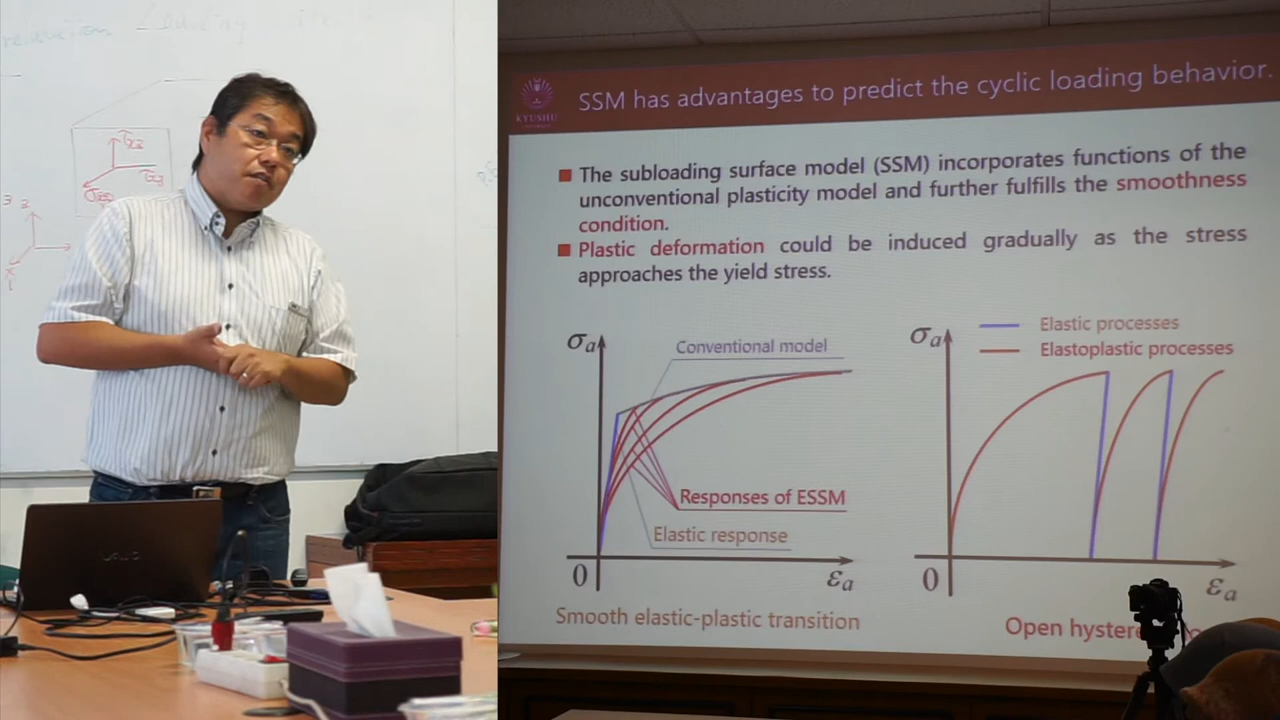 SSM has advantages to predict the cyclic loading behavior.
KYUSHU
The subloading surface model (SSM) incorporates functions of the
unconventional plasticity model and further fulfills the smoothness
condition.
Plastic deformation could be induced gradually as the stress
approaches the yield stress.
σa
Conventional model
Responses of ESSM
Elastic response
0
εa
Smooth elastic-plastic transition
σa
Elastic processes
Elastoplastic processes
0
εa
Open
VAIO